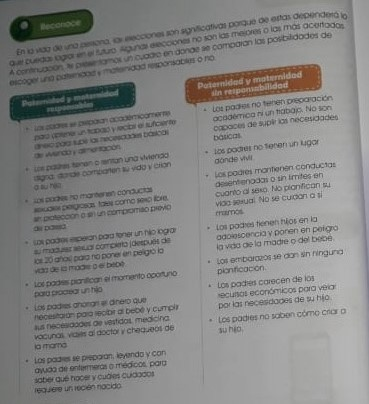 Reconoce
En la vida de una persona, las elecciones son significativas porque de estas dependerá lo
que puedas lograr en el futuro. Algunas elecciones no son las mejores o las más acertadas.
A continuación, te presentamos un cuadro en donde se comparan las posibilidades de
escoger una paternidad y maternidad responsables o no.
Paternidad y maternidad
responsables
Los padres se preparan académicamente
para obtener un trabajo y recibir el suficiente
dinero para suplir las necesidades básicas
de vivienda y alimentación.
Los padres tienen o rentan una vivienda
digna, donde comparten su vida y crían
a su hijo.
Los padres no mantienen conductas
sexuales peligrosas, tales como sexo libre,
sin protección o sin un compromiso previo
de pareja.
Los padres esperan para tener un hijo lograr
su madurez sexual completa (después de
los 20 años) para no poner en peligro la
vida de la madre o el bebé.
Los padres planifican el momento oportuno
para procrear un hijo.
Los padres ahorran el dinero que
necesitarán para recibir al bebé y cumplir
sus necesidades de vestidos, medicina,
vacunas, viajes al doctor y chequeos de
la mamá.
Los padres se preparan, leyendo y con
ayuda de enfermeras o médicos, para
saber qué hacer y cuáles cuidados
requiere un recién nacido.
Paternidad y maternidad
sin responsabilidad
Los padres no tienen preparación
académica ni un trabajo. No son
capaces de suplir las necesidades
básicas.
Los padres no tienen un lugar
donde vivir.
Los padres mantienen conductas
desenfrenadas o sin límites en
cuanto al sexo. No planifican su
vida sexual. No se cuidan a sí
mismos.
Los padres tienen hijos en la
adolescencia y ponen en peligro
la vida de la madre o del bebé.
Los embarazos se dan sin ninguna
planificación.
Los padres carecen de los
recursos económicos para velar
por las necesidades de su hijo.
Los padres no saben cómo criar a
su hijo.